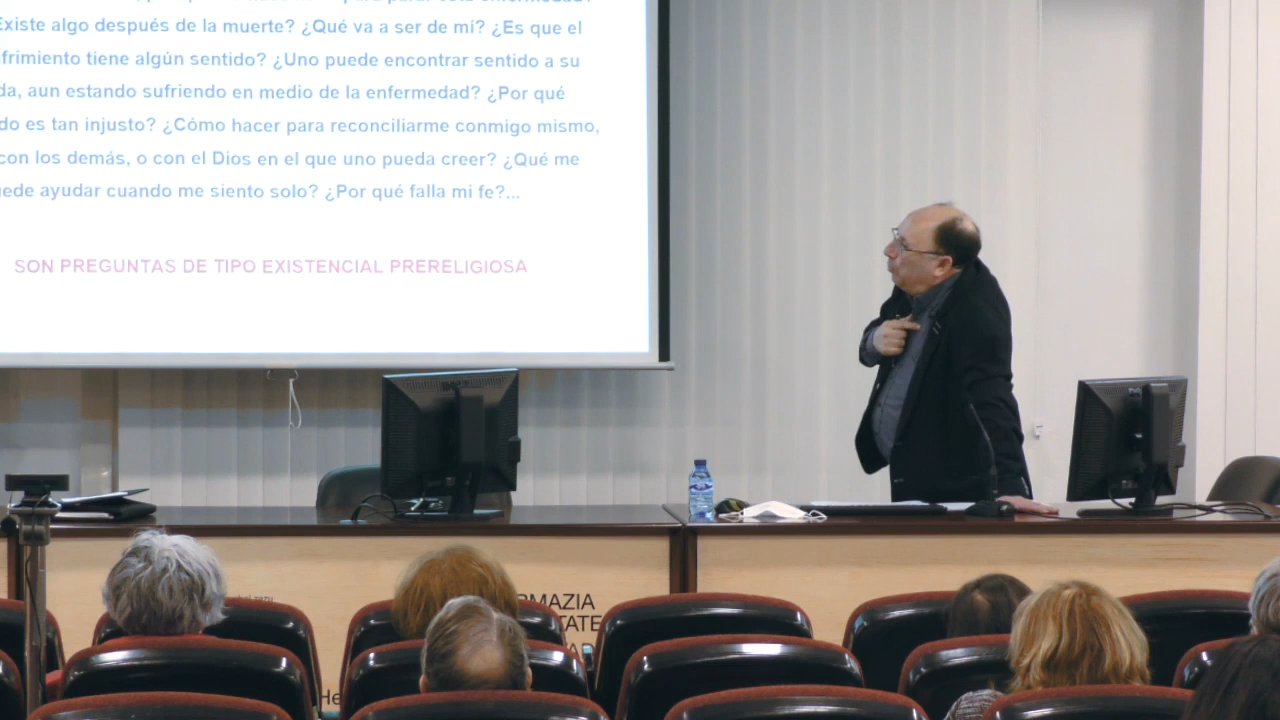 Existe algo después de la muerte? ¿Qué va a ser de mí? ¿Es que el
frimiento tiene algún sentido? ¿Uno puede encontrar sentido a su
da, aun estando sufriendo en medio de la enfermedad? ¿Por qué
do es tan injusto? ¿Cómo hacer para reconciliarme conmigo mismo,
con los demás, o con el Dios en el que uno pueda creer? ¿Qué me
ede ayudar cuando me siento solo? ¿Por qué falla mi fe?...
SON PREGUNTAS DE TIPO EXISTENCIAL PRERELIGIOSA
RMAZIA
TATE
He